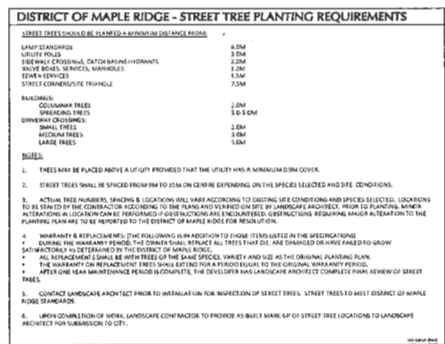 DISTRICT OF MAPLE RIDGE - STREET TREE PLANTING REQUIREMENTS
STREET TREES SHOULD BE PLANTED A MINIMUM DISTANCE FROM:
LAMP STANDARDS 6.0M
UTILITY POLES 3.0M
SIDEWALK CROSSINGS, CATCH BASINS HYDRANTS 2.0M
VALVE BOXES, SERVICES, MANHOLES 1.2M
SEWER SERVICES 1.5M
STREET CORNERS/SITE TRIANGLE 7.5M
BUILDINGS:
COLUMNAR TREES 2.0M
SPREADING TREES
DRIVEWAY CROSSINGS:
SMALL TREES 2.0M
MEDIUM TREES 3.0M
LARGE TREES 3.0M
NOTES:
1. TREES MAY BE PLACED ABOVE A UTILITY PROVIDED THAT THE UTILITY HAS A MINIMUM 0.9M COVER.
2. STREET TREES SHALL BE SPACED FROM 9M TO 15M ON CENTRE DEPENDING ON THE SPECIES SELECTED AND SITE CONDITIONS.
3. ACTUAL TREE NUMBERS, SPACING & LOCATIONS WILL VARY ACCORDING TO EXISTING SITE CONDITIONS AND SPECIES SELECTED. LOCATIONS
TO BE STAKED BY THE CONTRACTOR ACCORDING TO THE PLANS AND VERIFIED ON SITE BY LANDSCAPE ARCHITECT, PRIOR TO PLANTING. MINOR
ALTERATIONS IN LOCATION CAN BE PERFORMED IF OBSTRUCTIONS ARE ENCOUNTERED. OBSTRUCTIONS REQUIRING MAJOR ALTERATION TO THE
PLANTING PLAN ARE TO BE REPORTED TO THE DISTRICT OF MAPLE RIDGE FOR RESOLUTION.
4. WARRANTY & REPLACEMENTS: [THE FOLLOWING IS IN ADDITION TO THOSE ITEMS LISTED IN THE SPECIFICATIONS]
• DURING THE WARRANTY PERIOD, THE OWNER SHALL REPLACE ALL TREES THAT DIE, ARE DAMAGED OR HAVE FAILED TO GROW
SATISFACTORILY AS DETERMINED BY THE DISTRICT OF MAPLE RIDGE.
• ALL REPLACEMENTS SHALL BE WITH TREES OF THE SAME SPECIES, VARIETY AND SIZE AS THE ORIGINAL PLANTING PLAN.
• THE WARRANTY ON REPLACEMENT TREES SHALL EXTEND FOR A PERIOD EQUAL TO THE ORIGINAL WARRANTY PERIOD.
• AFTER ONE YEAR MAINTENANCE PERIOD IS COMPLETE, THE DEVELOPER HAS LANDSCAPE ARCHITECT COMPLETE FINAL REVIEW OF STREET
TREES.
5. CONTACT LANDSCAPE ARCHITECT PRIOR TO INSTALLATION FOR INSPECTION OF STREET TREES. STREET TREES TO MEET DISTRICT OF MAPLE
RIDGE STANDARDS.
6. UPON COMPLETION OF WORK, LANDSCAPE CONTRACTOR TO PROVIDE AS-BUILT MARK-UP OF STREET TREE LOCATIONS TO LANDSCAPE
ARCHITECT FOR SUBMISSION TO CITY.